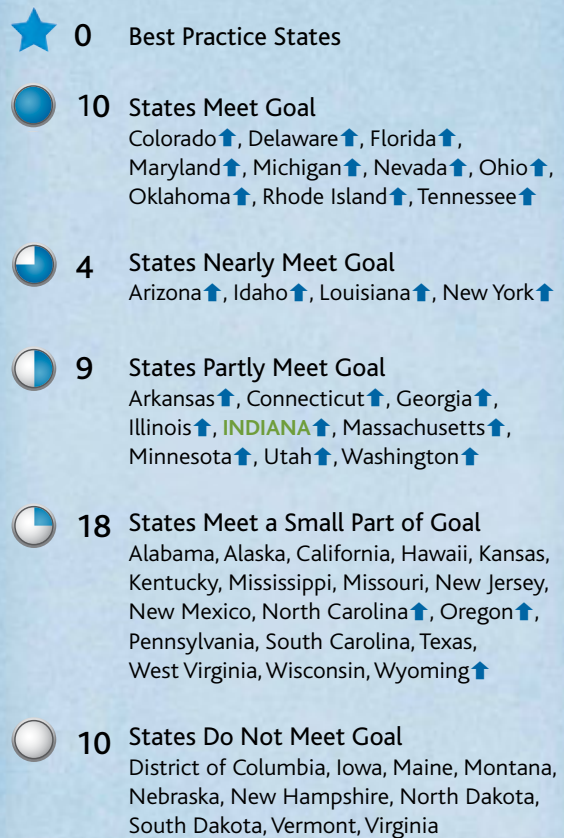 0 Best Practice States
10 States Meet Goal
Colorado⬆, Delaware⬆, Florida⬆,
Maryland⬆, Michigan⬆, Nevada⬆, Ohio⬆,
Oklahoma⬆, Rhode Island⬆, Tennessee⬆
4 States Nearly Meet Goal
Arizona⬆, Idaho⬆, Louisiana⬆, New York⬆
9 States Partly Meet Goal
Arkansas⬆, Connecticut⬆, Georgia⬆,
Illinois⬆, INDIANA⬆, Massachusetts⬆,
Minnesota⬆, Utah⬆, Washington⬆
18 States Meet a Small Part of Goal
Alabama, Alaska, California, Hawaii, Kansas,
Kentucky, Mississippi, Missouri, New Jersey,
New Mexico, North Carolina⬆, Oregon⬆,
Pennsylvania, South Carolina, Texas,
West Virginia, Wisconsin, Wyoming⬆
10 States Do Not Meet Goal
District of Columbia, Iowa, Maine, Montana,
Nebraska, New Hampshire, North Dakota,
South Dakota, Vermont, Virginia